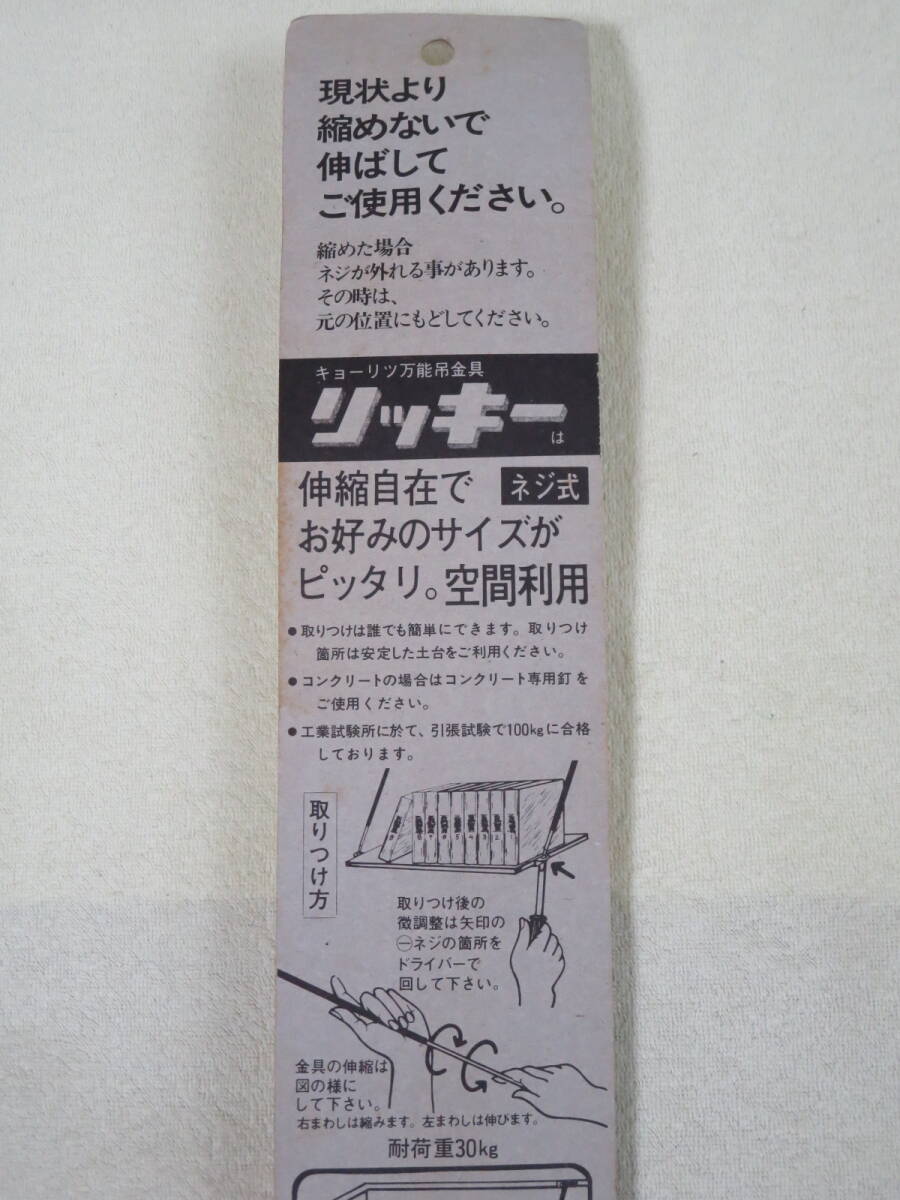 現状より
縮めないで
伸ばして
ご使用ください。
縮めた場合
ネジが外れる事があります。
その時は、
元の位置にもどしてください。
キョーリツ万能吊金具
リッキーは
伸縮自在で ネジ式
お好みのサイズが
ピッタリ。空間利用
●取りつけは誰でも簡単にできます。取りつけ
箇所は安定した土台をご利用ください。
●コンクリートの場合はコンクリート専用釘を
ご使用ください。
●工業試験所に於て、引張試験で100kgに合格
しております。
取りつけ方
取りつけ後の
微調整は矢印の
㊀ネジの箇所を
ドライバーで
回して下さい。
金具の伸縮は
図の様に
して下さい。
右まわしは縮みます。左まわしは伸びます。
耐荷重30kg